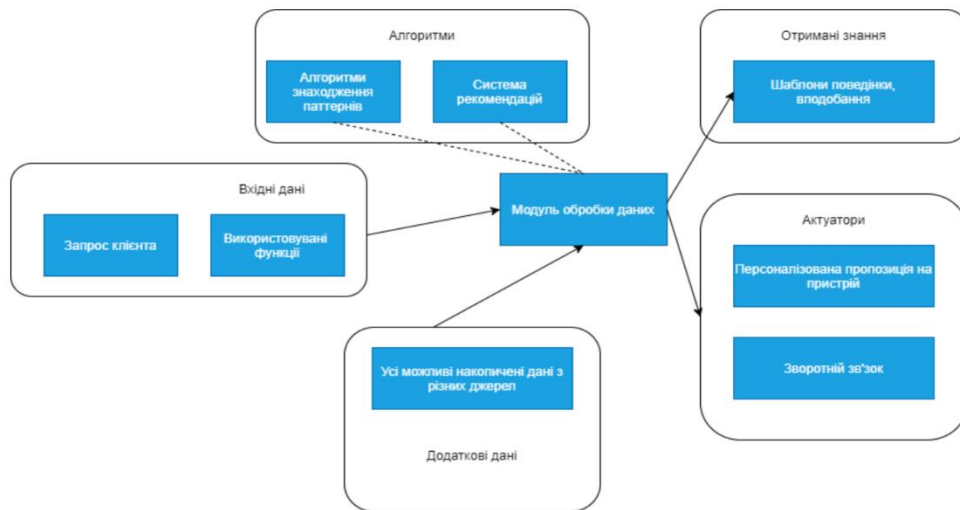 Алгоритми
Алгоритми
знаходження
паттернів
Система
рекомендацій
Отримані знання
Шаблони поведінки,
вподобання
Вхідні дані
Запрос клієнта
Використовувані
функції
Модуль обробки даних
Актуатори
Персоналізована пропозиція на
пристрій
Зворотній зв'зок
Усі можливі накопичені дані з
різних джерел
Додаткові дані